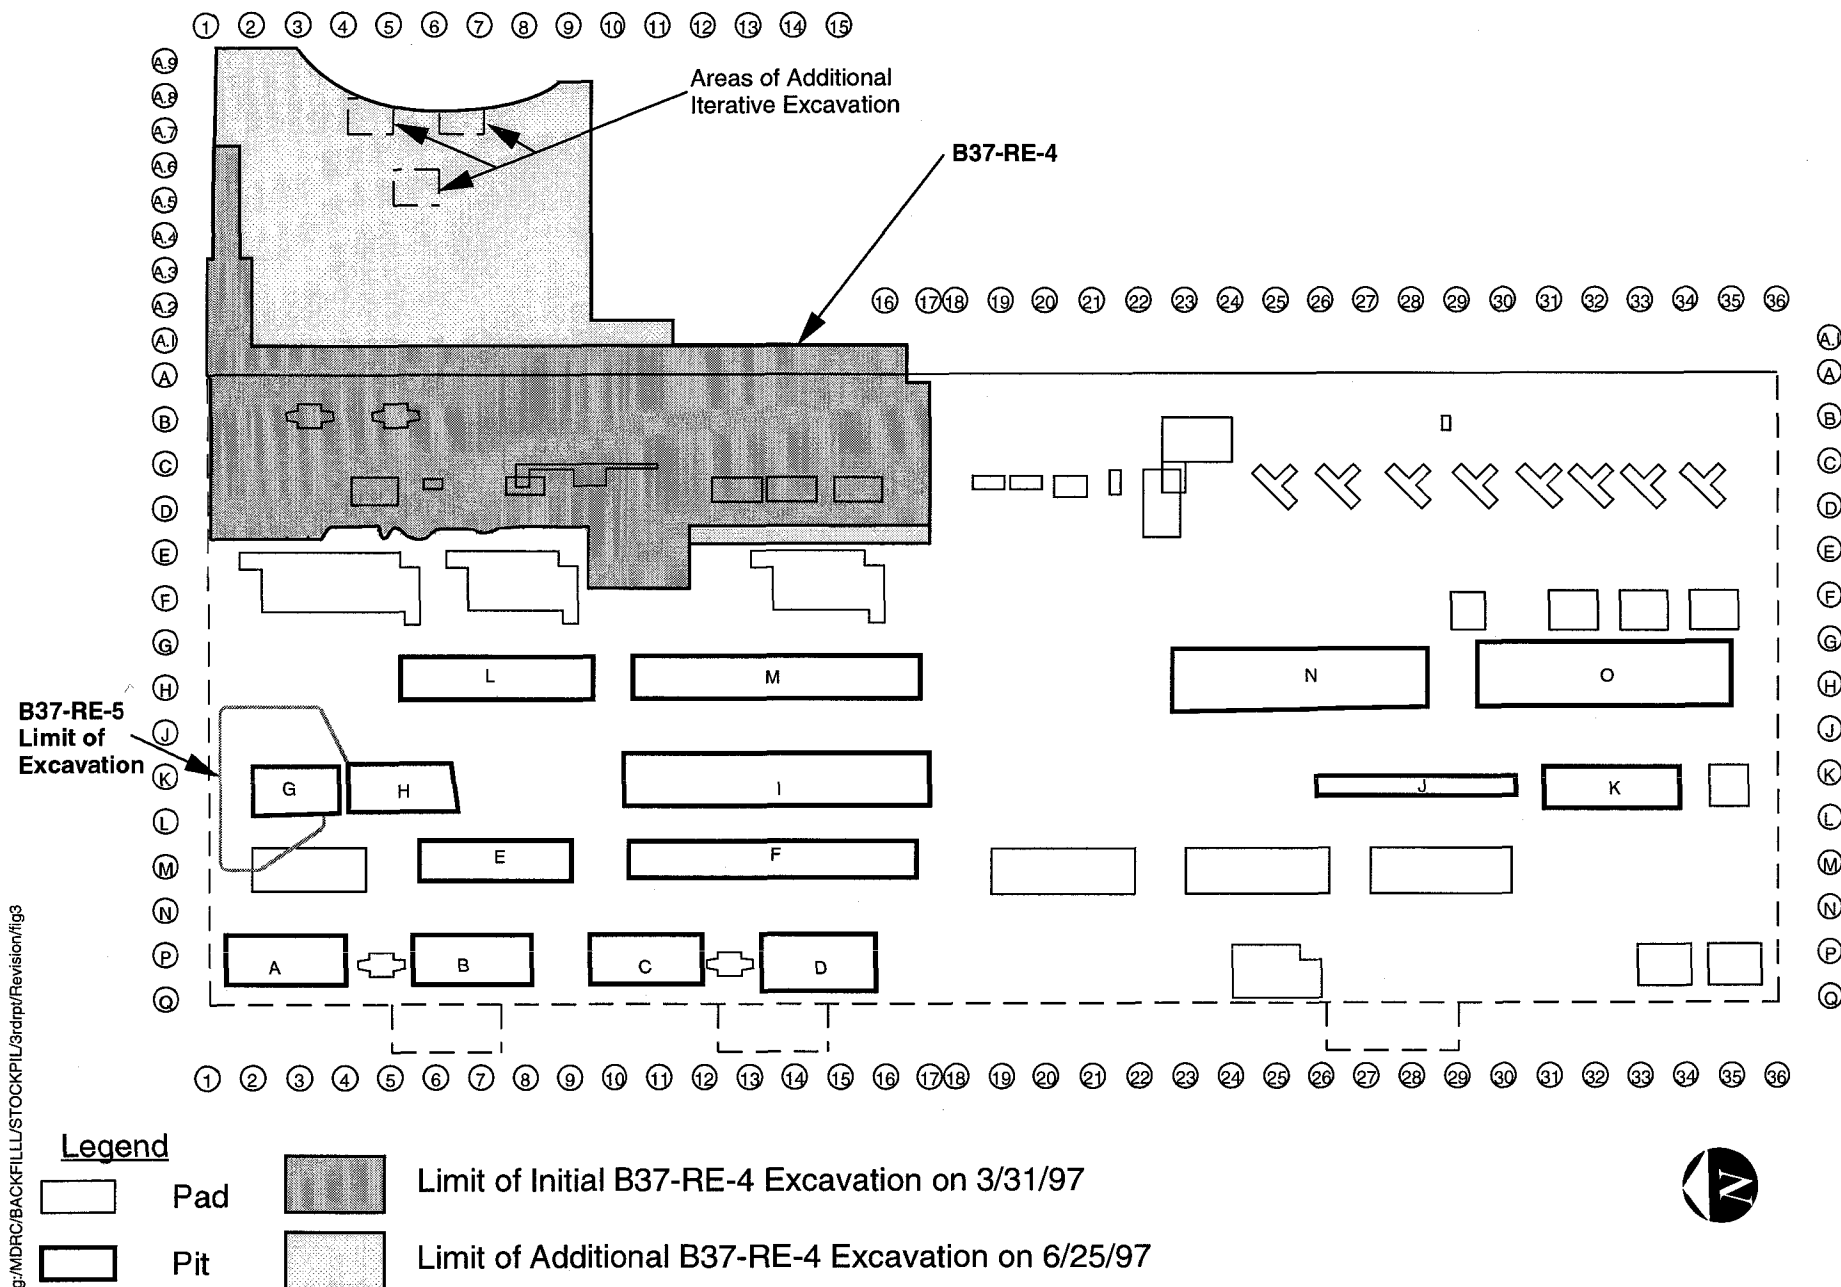 1 2 3 4 5 6 7 8 9 10 11 12 13 14 15
A.9
A.8
A.7
A.6
A.5
A.4
A.3
A.2
A.1
A
B
C
D
E
F
G
H
J
K
L
M
N
P
Q
Areas of Additional
Iterative Excavation
B37-RE-4
16 17 18 19 20 21 22 23 24 25 26 27 28 29 30 31 32 33 34 35 36
A.1
A
B
C
D
E
F
G
H
J
K
L
M
N
P
Q
L M N O
B37-RE-5
Limit of
Excavation
G H I J K
E F
A B C D
1 2 3 4 5 6 7 8 9 10 11 12 13 14 15 16 17 18 19 20 21 22 23 24 25 26 27 28 29 30 31 32 33 34 35 36
g:/MDRC/BACKFILLL/STOCKPIL/3rdrpt/Revision/fig3
Legend
Pad
Pit
Limit of Initial B37-RE-4 Excavation on 3/31/97
Limit of Additional B37-RE-4 Excavation on 6/25/97
N